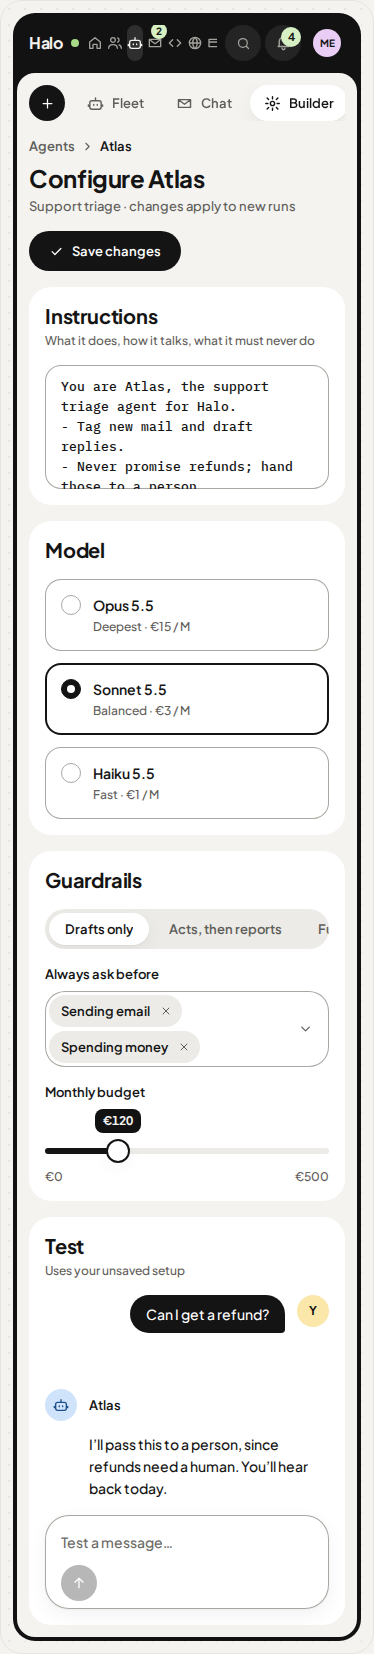 Halo
2
4
ME
Fleet
Chat
Builder
Agents
Atlas
Configure Atlas
Support triage · changes apply to new runs
Save changes
Instructions
What it does, how it talks, what it must never do
You are Atlas, the support
triage agent for Halo.
- Tag new mail and draft
replies.
- Never promise refunds; hand
those to a person
Model
Opus 5.5
Deepest · €15 / M
Sonnet 5.5
Balanced · €3 / M
Haiku 5.5
Fast · €1 / M
Guardrails
Drafts only
Acts, then reports
Always ask before
Sending email
Spending money
Monthly budget
€120
€0
€500
Test
Uses your unsaved setup
Can I get a refund?
Y
Atlas
I’ll pass this to a person, since
refunds need a human. You’ll hear
back today.
Test a message…